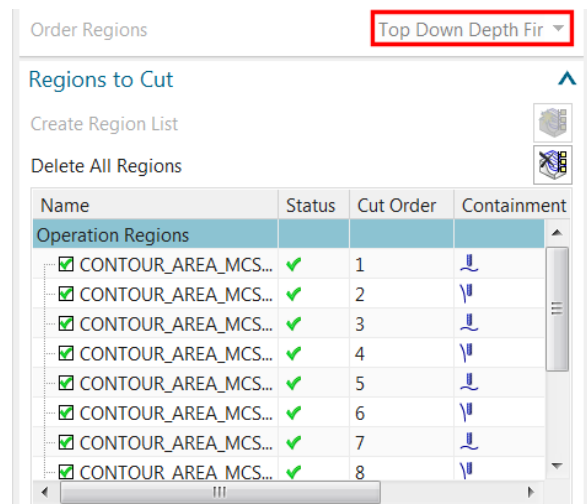 Order Regions Top Down Depth Fir
Regions to Cut
Create Region List
Delete All Regions
Name Status Cut Order Containment
Operation Regions
CONTOUR_AREA_MCS... 1
CONTOUR_AREA_MCS... 2
CONTOUR_AREA_MCS... 3
CONTOUR_AREA_MCS... 4
CONTOUR_AREA_MCS... 5
CONTOUR_AREA_MCS... 6
CONTOUR_AREA_MCS... 7
CONTOUR_AREA_MCS... 8